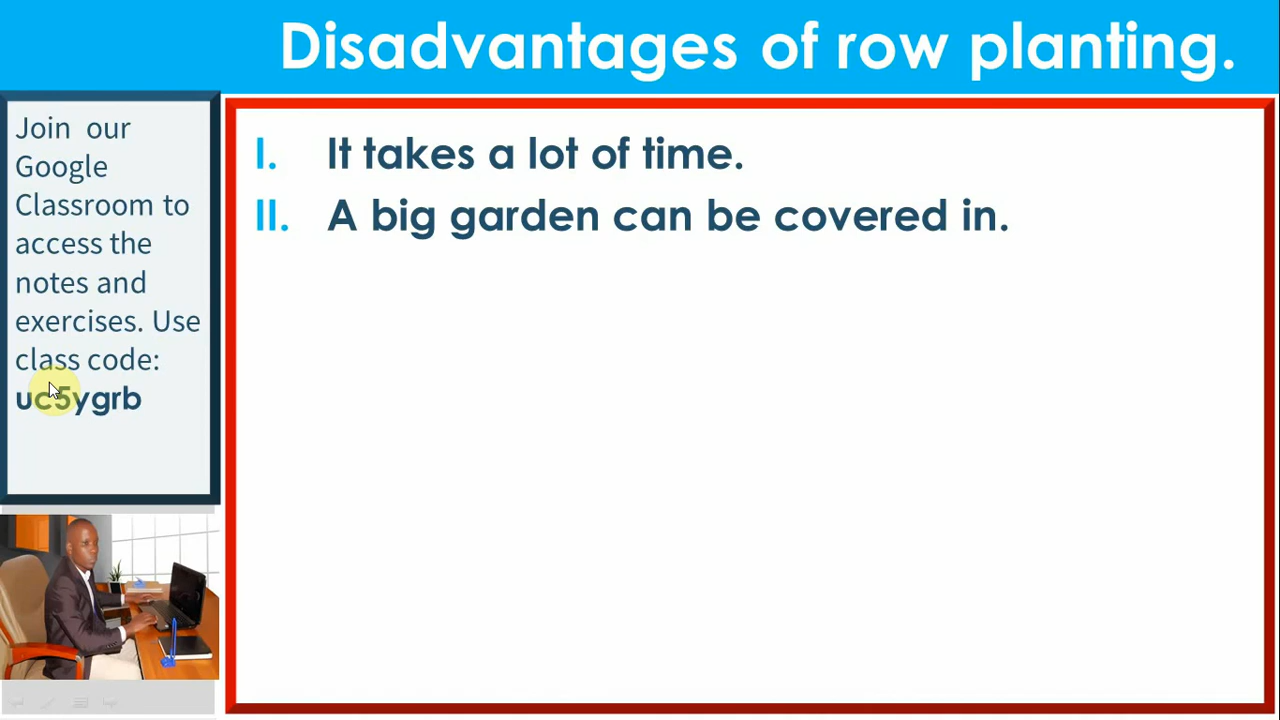 Disadvantages of row planting.
Join our
Google
Classroom to
access the
notes and
exercises. Use
class code:
uc5ygrb
I. It takes a lot of time.
II. A big garden can be covered in.